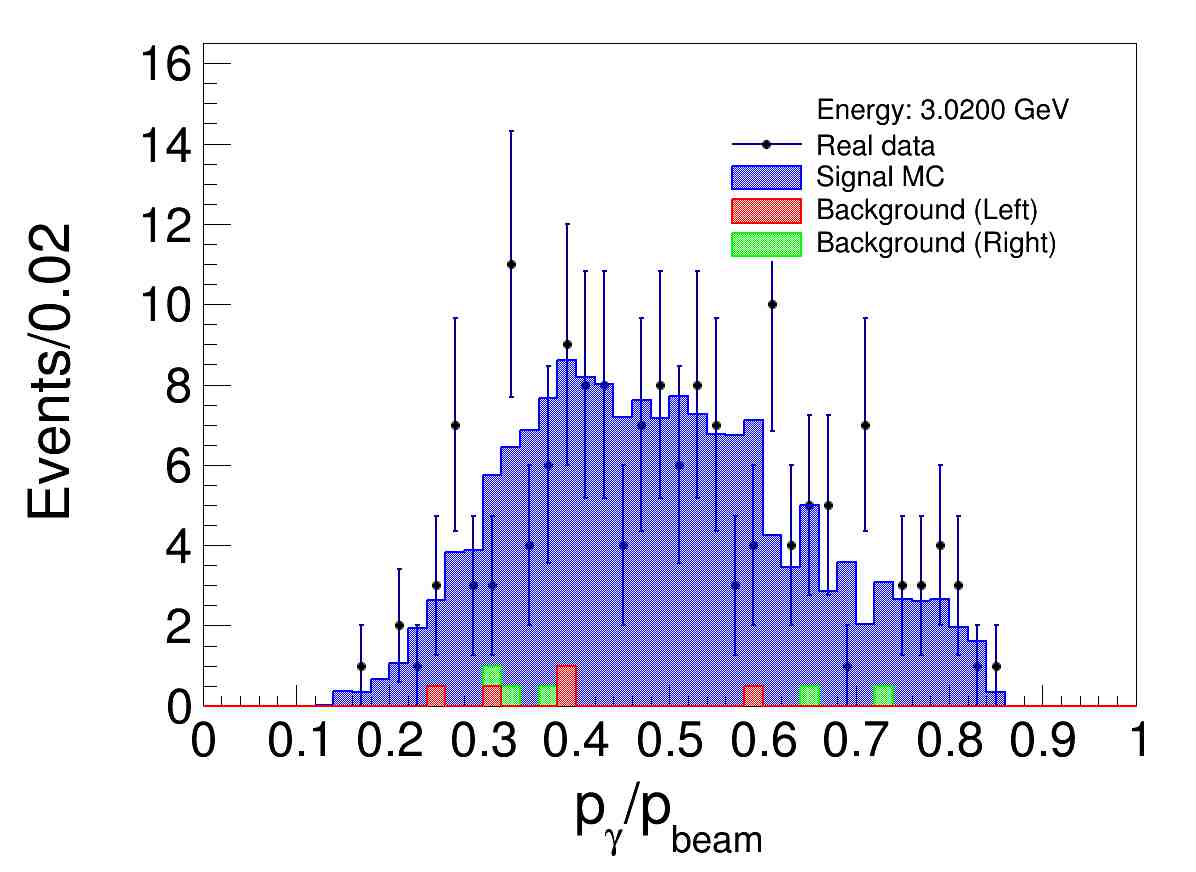 Events/0.02
16
14
12
10
8
6
4
2
0
Energy: 3.0200 GeV
Real data
Signal MC
Background (Left)
Background (Right)
0 0.1 0.2 0.3 0.4 0.5 0.6 0.7 0.8 0.9 1
pγ/pbeam